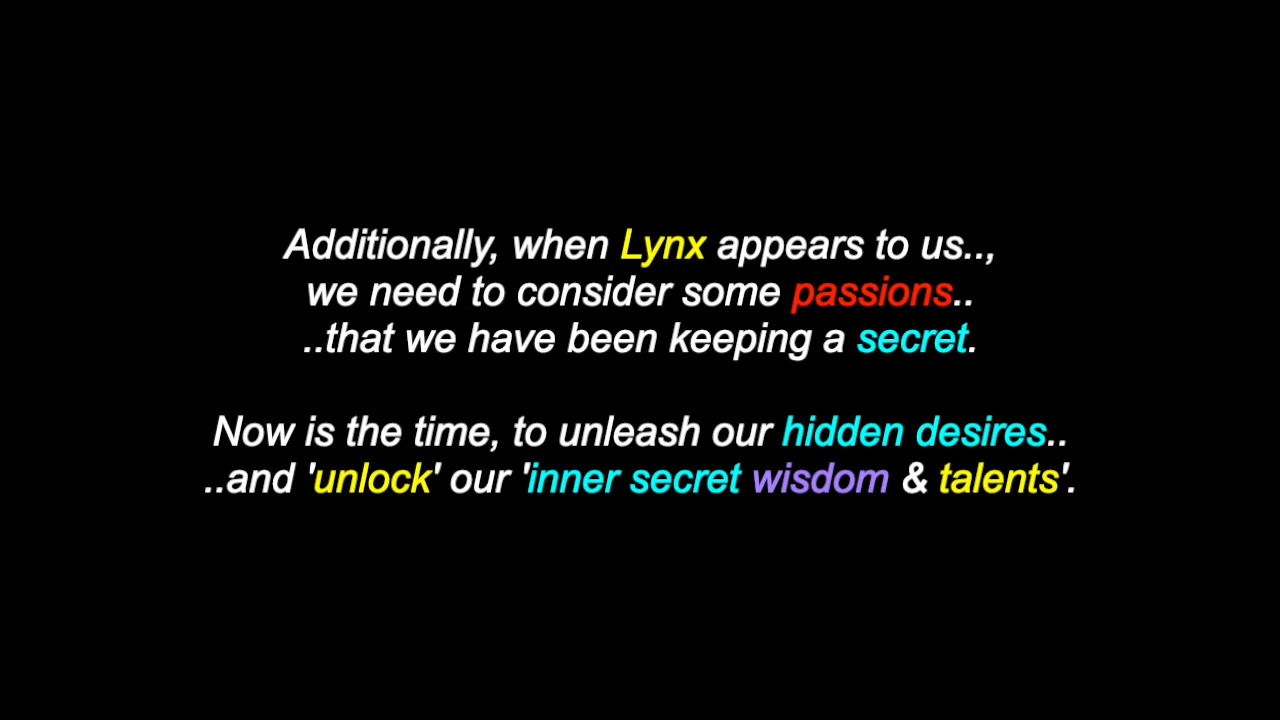 Additionally, when Lynx appears to us..,
we need to consider some passions..
..that we have been keeping a secret.
Now is the time, to unleash our hidden desires..
..and 'unlock' our 'inner secret wisdom & talents'.